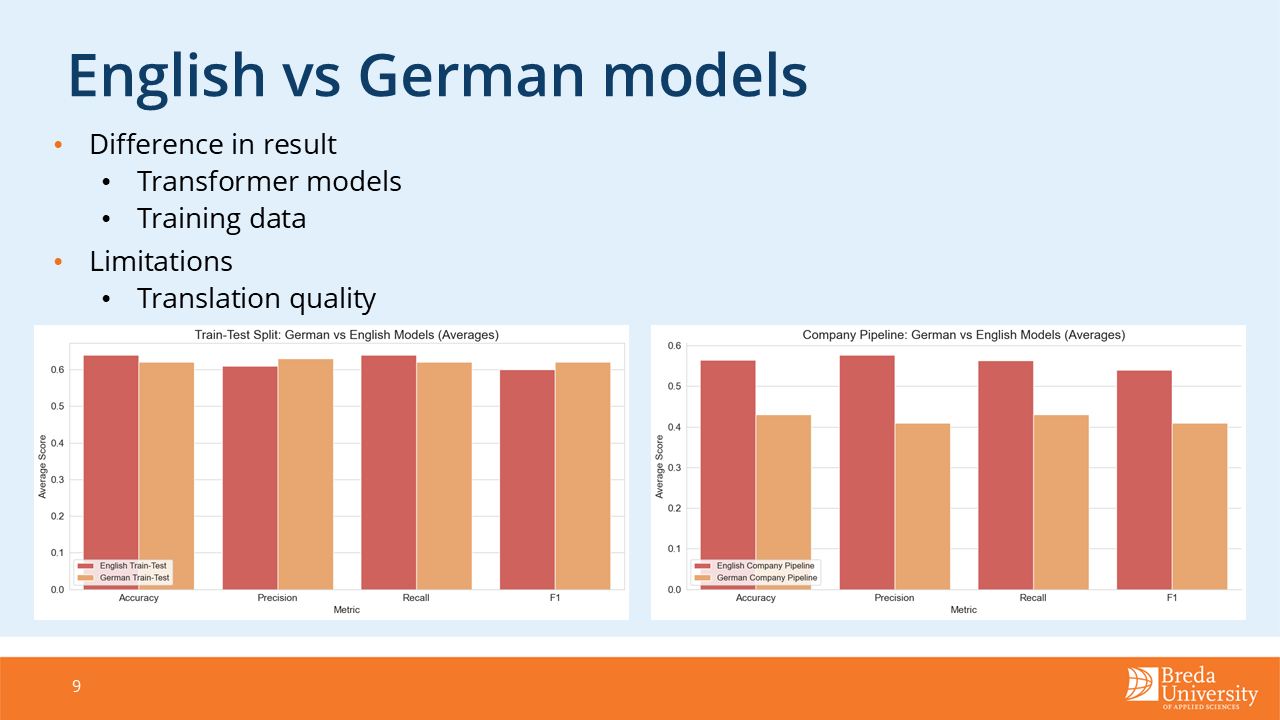 English vs German models
• Difference in result
• Transformer models
• Training data
• Limitations
• Translation quality
Train-Test Split: German vs English Models (Averages)
Average Score
0.6
0.5
0.4
0.3
0.2
0.1
0.0
English Train-Test
German Train-Test
Accuracy Precision Recall F1
Metric
Company Pipeline: German vs English Models (Averages)
Average Score
0.6
0.5
0.4
0.3
0.2
0.1
0.0
English Company Pipeline
German Company Pipeline
Accuracy Precision Recall F1
Metric
9
Breda
University
OF APPLIED SCIENCES